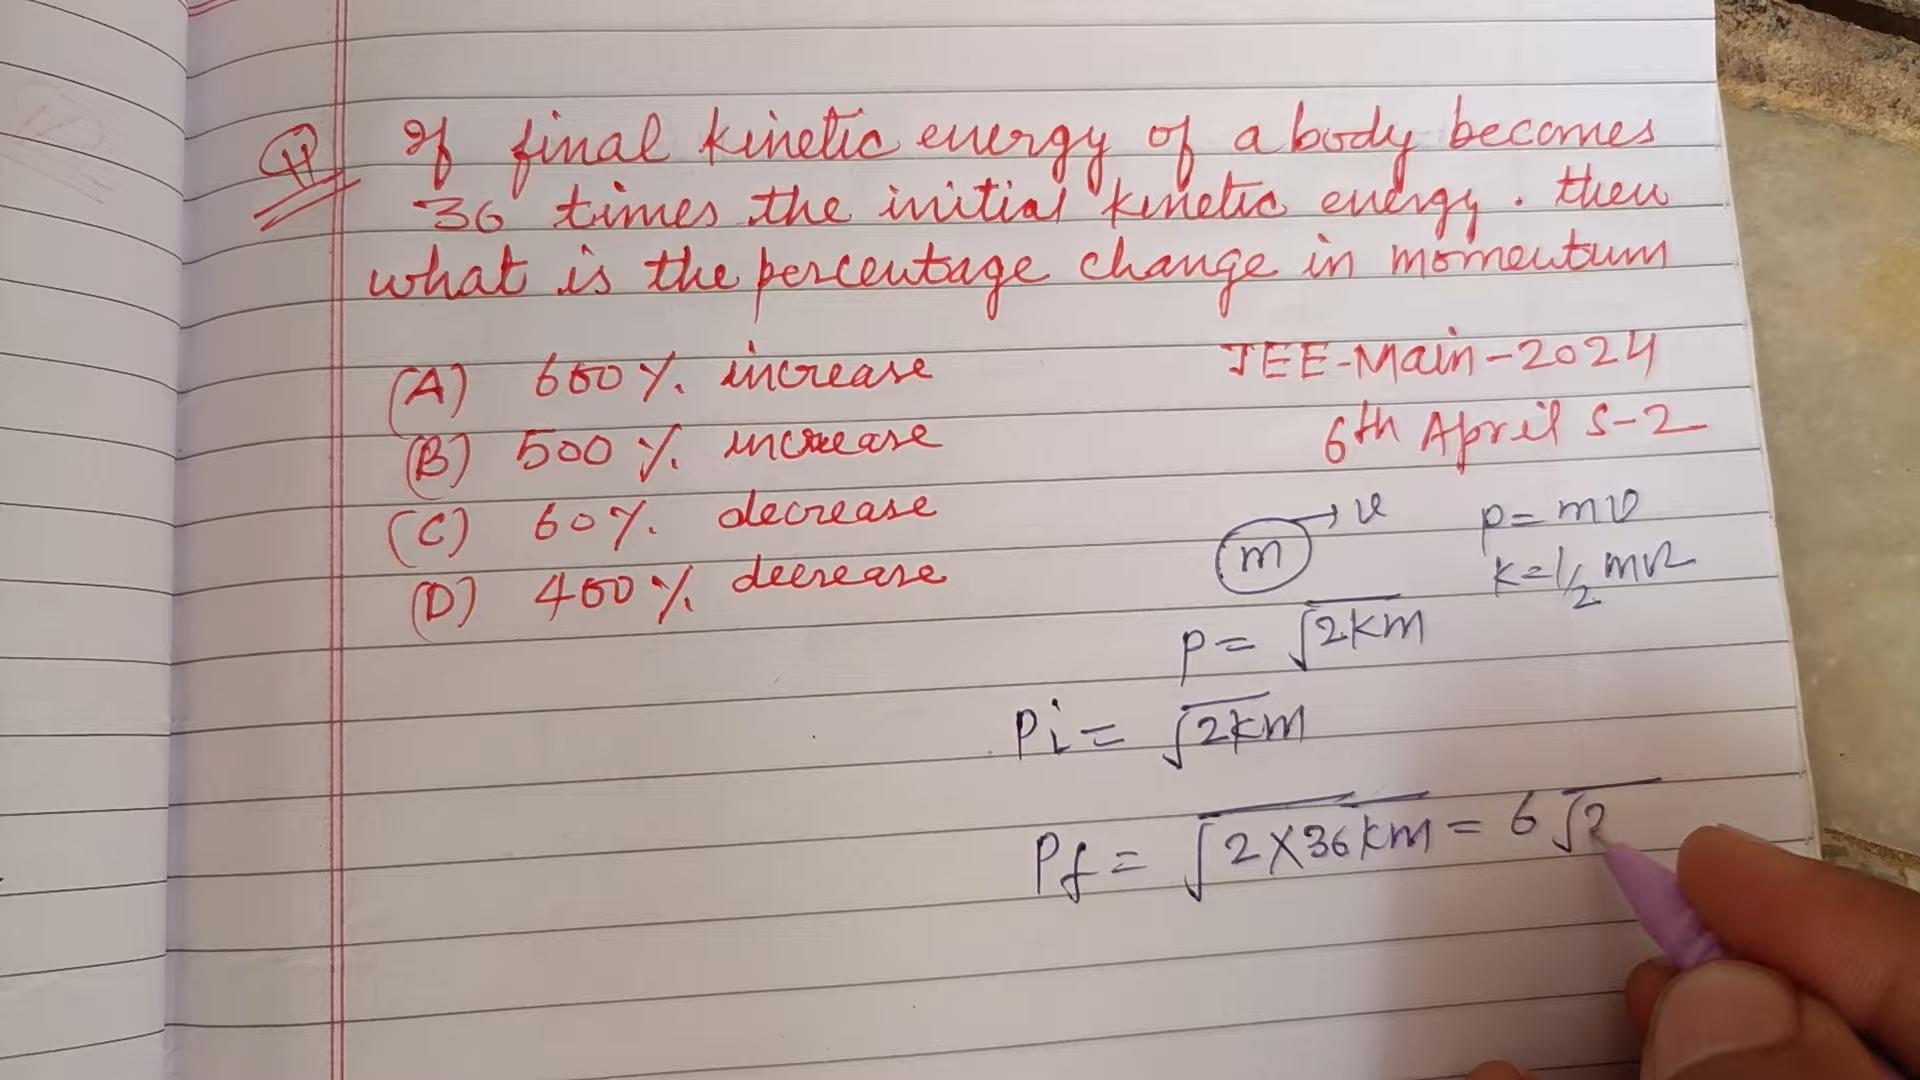 Q If final kinetic energy of a body becomes
36 times the initial kinetic energy. then
what is the percentage change in momentum
(A) 600 % increase
JEE-Main-2024
(B) 500 % increase
6th April S-2
(C) 60 % decrease
(D) 400 % decrease
m → v
p = mv
k = 1/2 mv2
p = √2km
Pi = √2km
Pf = √2×36km = 6√2